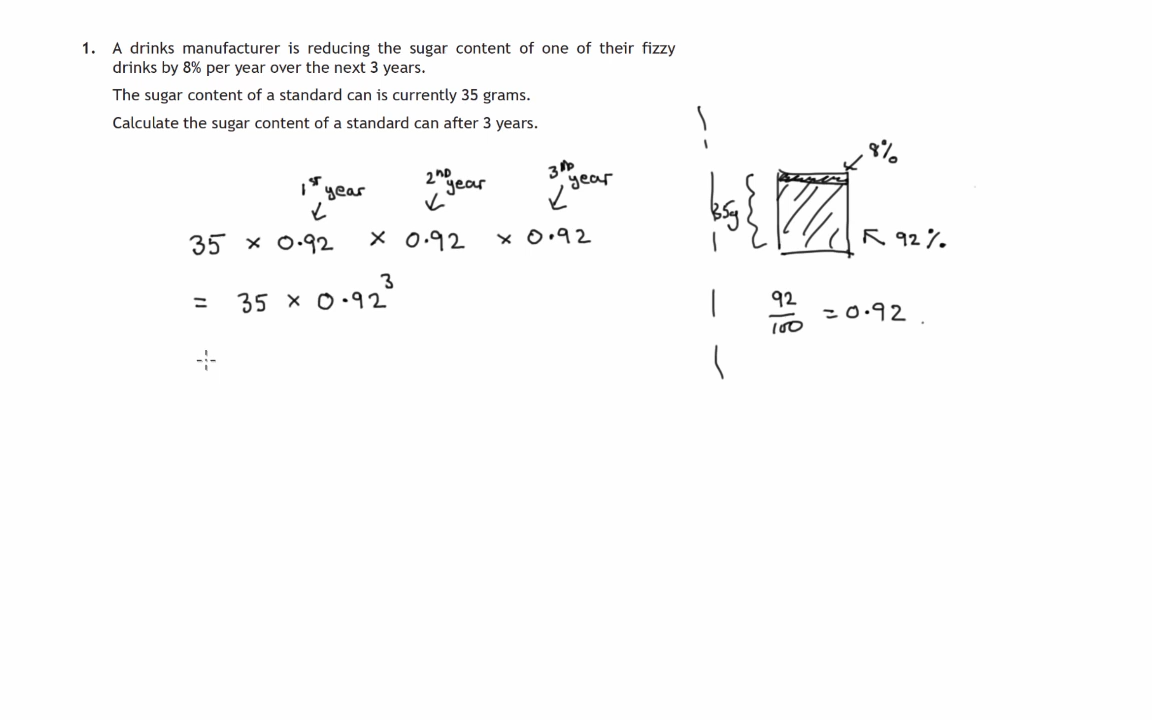 1. A drinks manufacturer is reducing the sugar content of one of their fizzy
drinks by 8% per year over the next 3 years.
The sugar content of a standard can is currently 35 grams.
Calculate the sugar content of a standard can after 3 years.
1ST year 2ND year 3RD year
35 × 0.92 × 0.92 × 0.92
= 35 × 0.92³
8%
35g
92%
92/100 = 0.92